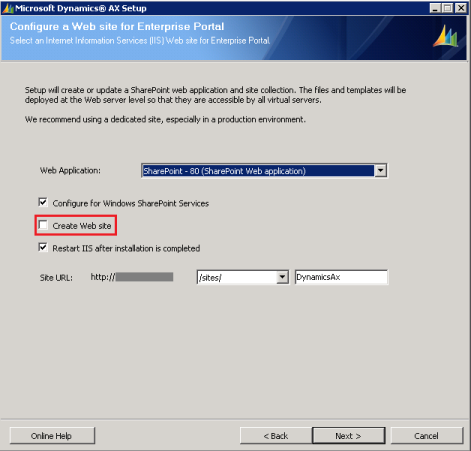 Microsoft Dynamics® AX Setup
Configure a Web site for Enterprise Portal
Select an Internet Information Services (IIS) Web site for Enterprise Portal.
Setup will create or update a SharePoint web application and site collection. The files and templates will be
deployed at the Web server level so that they are accessible by all virtual servers.
We recommend using a dedicated site, especially in a production environment.
Web Application: SharePoint - 80 (SharePoint Web application)
Configure for Windows SharePoint Services
Create Web site
Restart IIS after installation is completed
Site URL: http:// /sites/ DynamicsAx
Online Help < Back Next > Cancel